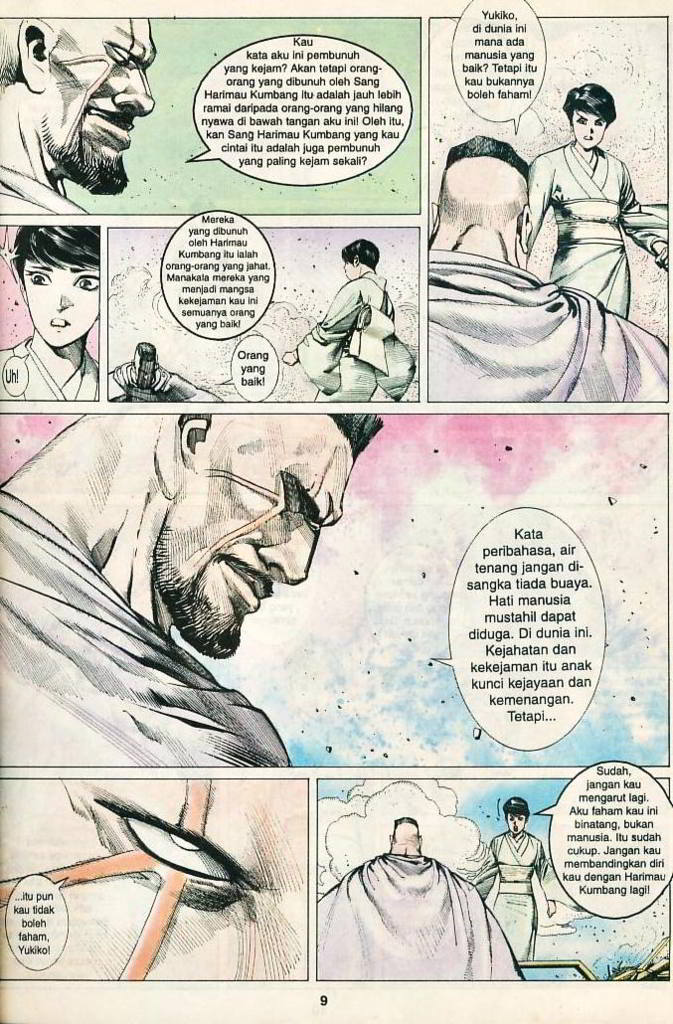 Kau
kata aku ini pembunuh
yang kejam? Akan tetapi orang-
orang yang dibunuh oleh Sang
Harimau Kumbang itu adalah jauh lebih
ramai daripada orang-orang yang hilang
nyawa di bawah tangan aku ini! Oleh itu,
kan Sang Harimau Kumbang yang kau
cintai itu adalah juga pembunuh
yang paling kejam sekali?
Yukiko,
di dunia ini
mana ada
manusia yang
baik? Tetapi itu
kau bukannya
boleh faham!
Uh!
Mereka
yang dibunuh
oleh Harimau
Kumbang itu ialah
orang-orang yang jahat.
Manakala mereka yang
menjadi mangsa
kekejaman kau ini
semuanya orang
yang baik!
Orang
yang
baik!
Kata
peribahasa, air
tenang jangan di-
sangka tiada buaya.
Hati manusia
mustahil dapat
diduga. Di dunia ini.
Kejahatan dan
kekejaman itu anak
kunci kejayaan dan
kemenangan.
Tetapi...
...itu pun
kau tidak
boleh
faham,
Yukiko!
Sudah,
jangan kau
mengarut lagi.
Aku faham kau ini
binatang, bukan
manusia. Itu sudah
cukup. Jangan kau
membandingkan diri
kau dengan Harimau
Kumbang lagi!
9